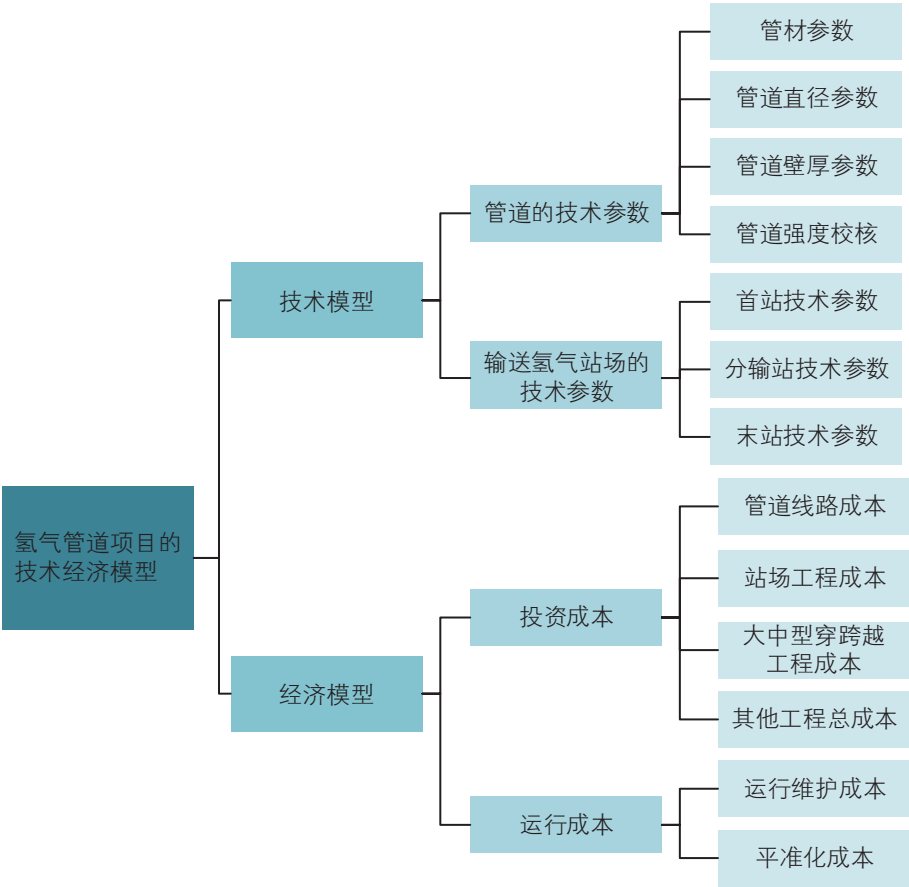 氢气管道项目的
技术经济模型
技术模型
管道的技术参数
管材参数
管道直径参数
管道壁厚参数
管道强度校核
输送氢气站场的
技术参数
首站技术参数
分输站技术参数
末站技术参数
经济模型
投资成本
管道线路成本
站场工程成本
大中型穿跨越
工程成本
其他工程总成本
运行成本
运行维护成本
平准化成本